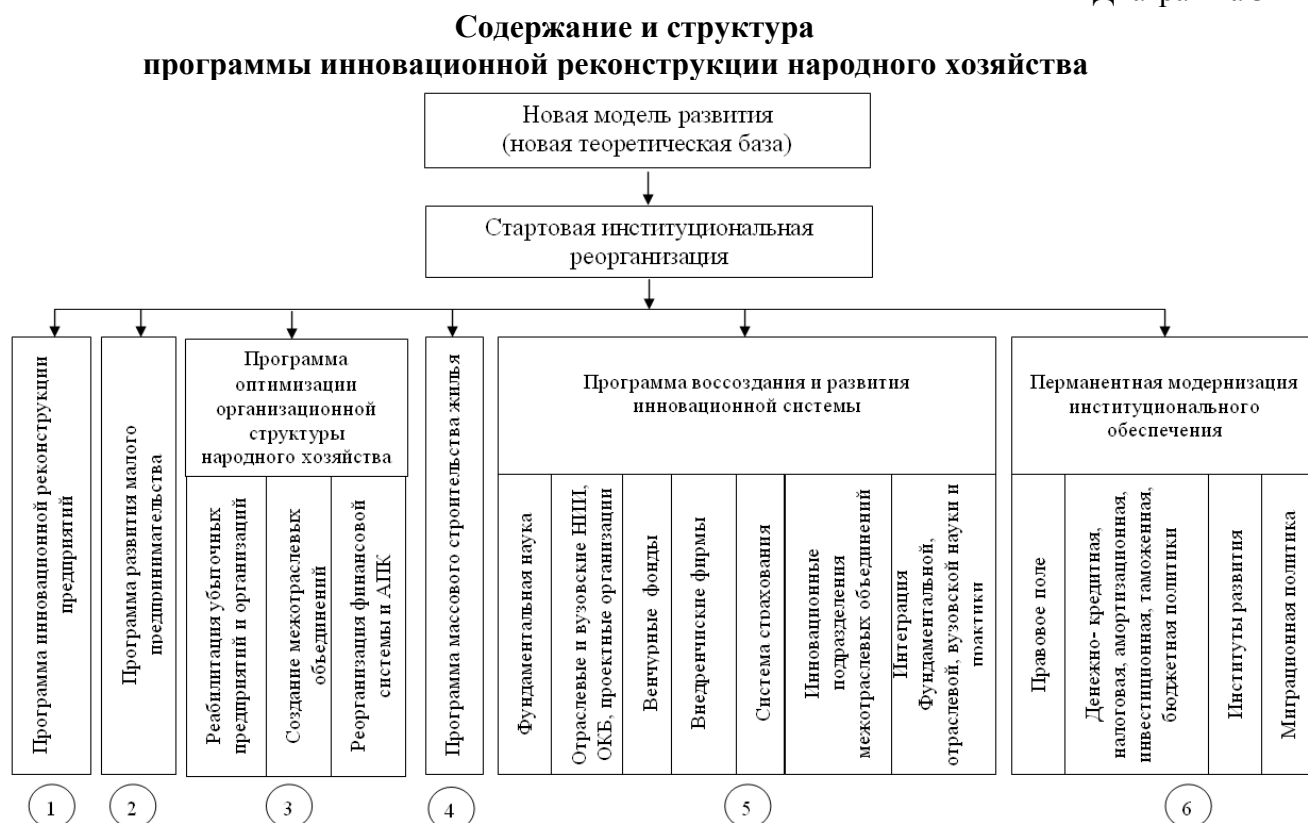 Содержание и структура
программы инновационной реконструкции народного хозяйства
Новая модель развития
(новая теоретическая база)
Стартовая институциональная
реорганизация
Программа инновационной реконструкции
предприятий
Программа развития малого
предпринимательства
Программа
оптимизации
организационной
структуры
народного хозяйства
Реабилитация убыточных
предприятий и организаций
Создание межотраслевых
объединений
Реорганизация финансовой
системы и АПК
Программа массового строительства жилья
Программа воссоздания и развития
инновационной системы
Фундаментальная наука
Отраслевые и вузовские НИИ,
ОКБ, проектные организации
Венчурные фонды
Внедренчиские фирмы
Система страхования
Инновационные
подразделения
межотраслевых объединений
Интеграция
Фундаментальной,
отраслевой, вузовской науки и
практики
Перманентная модернизация
институционального
обеспечения
Правовое поле
Денежно- кредитная,
налоговая, амортизационная,
инвестиционная, таможенная,
бюджетная политики
Институты развития
Миграционная политика
1
2
3
4
5
6